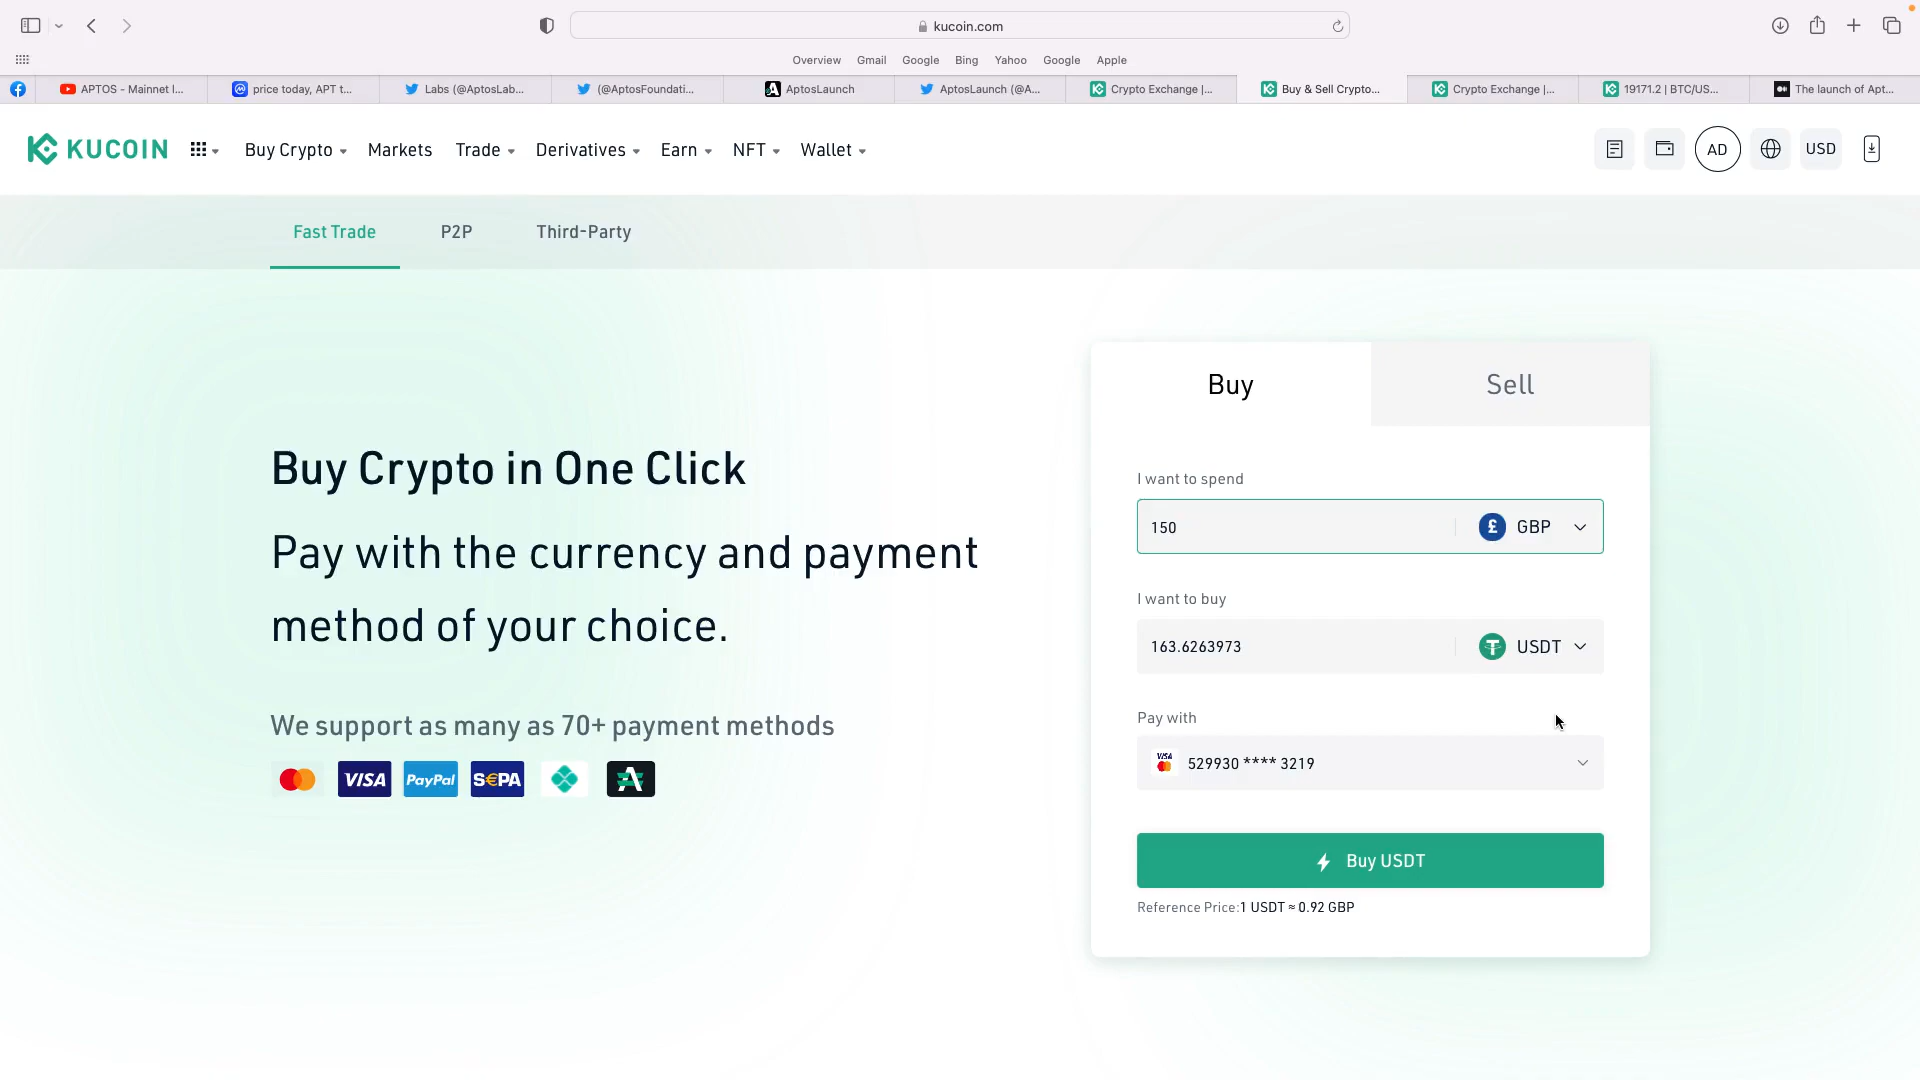 kucoin.com
Overview Gmail Google Bing Yahoo Google Apple
APTOS - Mainnet l... price today, APT t... Labs (@AptosLab... (@AptosFoundati... AptosLaunch AptosLaunch (@A... Crypto Exchange |... Buy & Sell Crypto... Crypto Exchange |... 19171.2 | BTC/US... The launch of Apt...
KUCOIN Buy Crypto Markets Trade Derivatives Earn NFT Wallet AD USD
Fast Trade P2P Third-Party
Buy Sell
Buy Crypto in One Click
Pay with the currency and payment
method of your choice.
We support as many as 70+ payment methods
VISA PayPal S€PA
I want to spend
150 £ GBP
I want to buy
163.6263973 USDT
Pay with
VISA 529930 **** 3219
Buy USDT
Reference Price:1 USDT ≈ 0.92 GBP